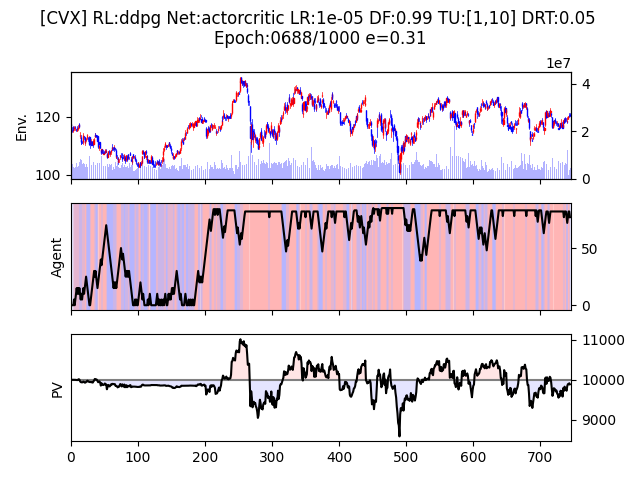 [CVX] RL:ddpg Net:actorcritic LR:1e-05 DF:0.99 TU:[1,10] DRT:0.05
Epoch:0688/1000 e=0.31
1e7
Env.
120
100
4
2
0
Agent
50
0
PV
11000
10000
9000
0 100 200 300 400 500 600 700